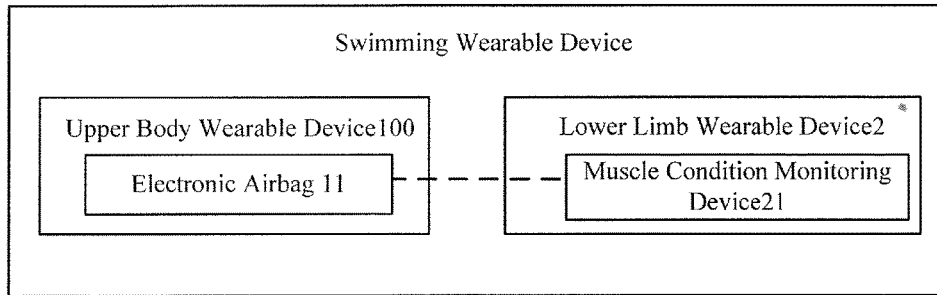 Swimming Wearable Device
Upper Body Wearable Device100
Electronic Airbag 11
Lower Limb Wearable Device2
Muscle Condition Monitoring
Device21